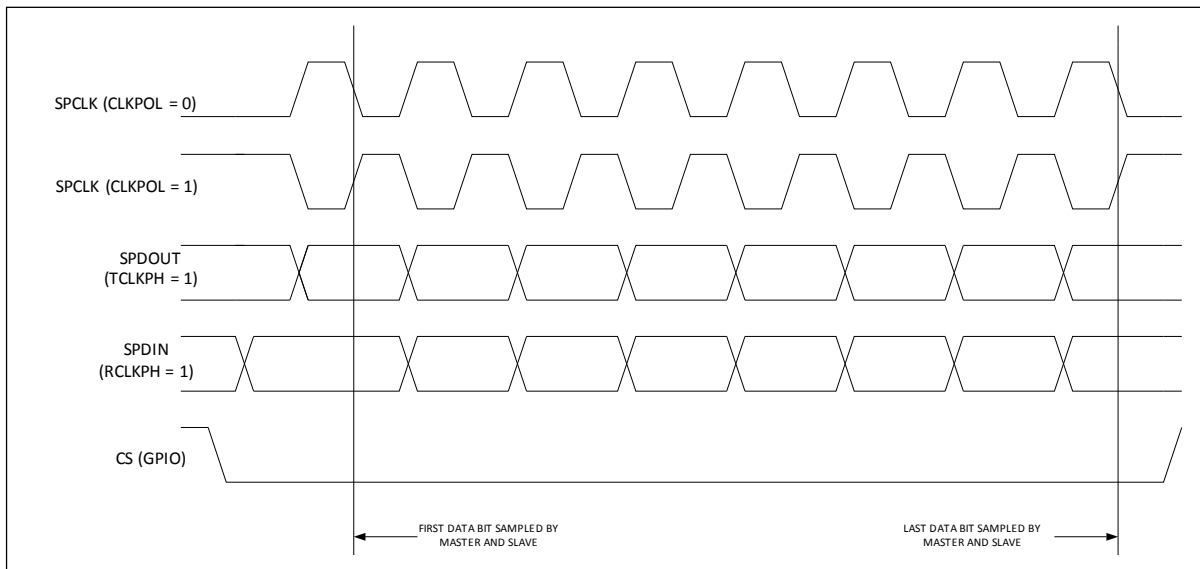 SPCLK (CLKPOL = 0)
SPCLK (CLKPOL = 1)
SPDOUT
(TCLKPH = 1)
SPDIN
(RCLKPH = 1)
CS (GPIO)
FIRST DATA BIT SAMPLED BY
MASTER AND SLAVE
LAST DATA BIT SAMPLED BY
MASTER AND SLAVE